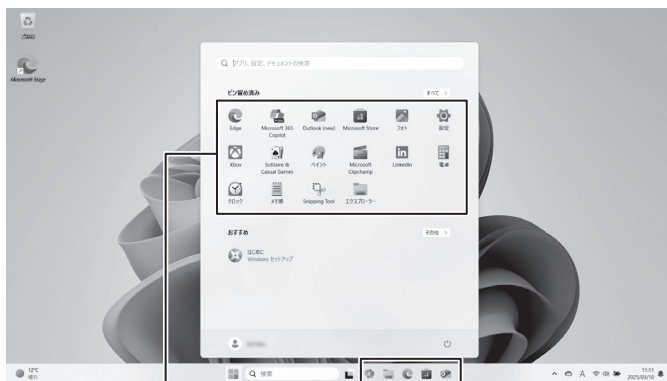 ごみ箱
Microsoft Edge
アプリ、設定、ドキュメントの検索
ピン留め済み
すべて >
Edge
Microsoft 365
Copilot
Outlook (new)
Microsoft Store
フォト
設定
Xbox
Solitaire &
Casual Games
ペイント
Microsoft
Clipchamp
LinkedIn
電卓
クロック
メモ帳
Snipping Tool
エクスプローラー
おすすめ
その他 >
はじめに
Windows セットアップ
12°C
晴れ
検索
A
11:11
2025/03/10